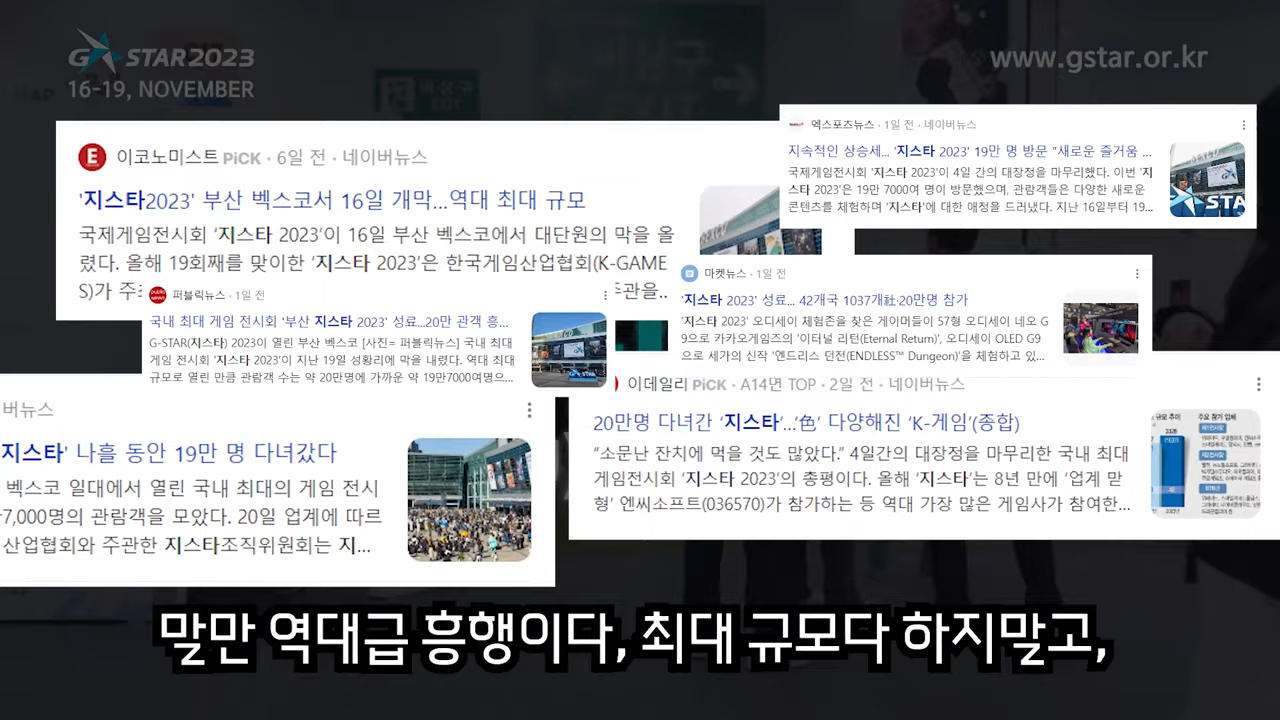 G STAR2023
16-19, NOVEMBER
www.gstar.or.kr
이코노미스트 PiCK · 6일 전 · 네이버뉴스
'지스타2023' 부산 벡스코서 16일 개막...역대 최대 규모
국제게임전시회 ‘지스타 2023’이 16일 부산 벡스코에서 대단원의 막을 올
렸다. 올해 19회째를 맞이한 ‘지스타 2023’은 한국게임산업협회(K-GAME
S)가 주
관을..
엑스포츠뉴스 · 1일 전 · 네이버뉴스
지속적인 상승세... '지스타 2023' 19만 명 방문 "새로운 즐거움 ...
국제게임전시회 '지스타 2023'이 4일 간의 대장정을 마무리했다. 이번 '지
스타 2023'은 19만 7000여 명이 방문했으며, 관람객들은 다양한 새로운
콘텐츠를 체험하며 '지스타'에 대한 애정을 드러냈다. 지난 16일부터 19...
STA
퍼블릭뉴스 · 1일 전
국내 최대 게임 전시회 '부산 지스타 2023' 성료...20만 관객 흥...
G-STAR(지스타) 2023이 열린 부산 벡스코 [사진= 퍼블릭뉴스] 국내 최대
게임 전시회 '지스타 2023'이 지난 19일 성황리에 막을 내렸다. 역대 최대
규모로 열린 만큼 관람객 수는 약 20만명에 가까운 약 19만7000여명으...
마켓뉴스 · 1일 전
'지스타 2023' 성료... 42개국 1037개社·20만명 참가
'지스타 2023' 오디세이 체험존을 찾은 게이머들이 57형 오디세이 네오 G
9으로 카카오게임즈의 '이터널 리턴(Eternal Return)', 오디세이 OLED G9
으로 세가의 신작 '엔드리스 던전(ENDLESS™ Dungeon)'을 체험하고 있...
버뉴스
지스타' 나흘 동안 19만 명 다녀갔다
벡스코 일대에서 열린 국내 최대의 게임 전시
7,000명의 관람객을 모았다. 20일 업계에 따르
산업협회와 주관한 지스타조직위원회는 지...
이데일리 PiCK · A14면 TOP · 2일 전 · 네이버뉴스
20만명 다녀간 ‘지스타’...‘色’ 다양해진 ‘K-게임’(종합)
“소문난 잔치에 먹을 것도 많았다.” 4일간의 대장정을 마무리한 국내 최대
게임전시회 ‘지스타 2023’의 총평이다. 올해 ‘지스타’는 8년 만에 ‘업계 맏
형’ 엔씨소프트(036570)가 참가하는 등 역대 가장 많은 게임사가 참여한...
규모 추이 주요 참가 업체
말만 역대급 흥행이다, 최대 규모다 하지말고,